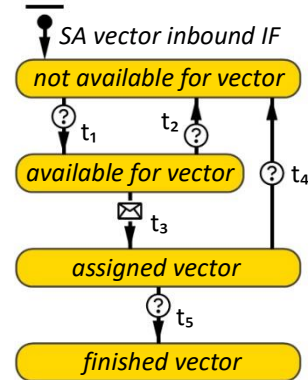 SA vector inbound IF
not available for vector
?
t₁
t₂
?
?
t₄
available for vector
t₃
assigned vector
?
t₅
finished vector